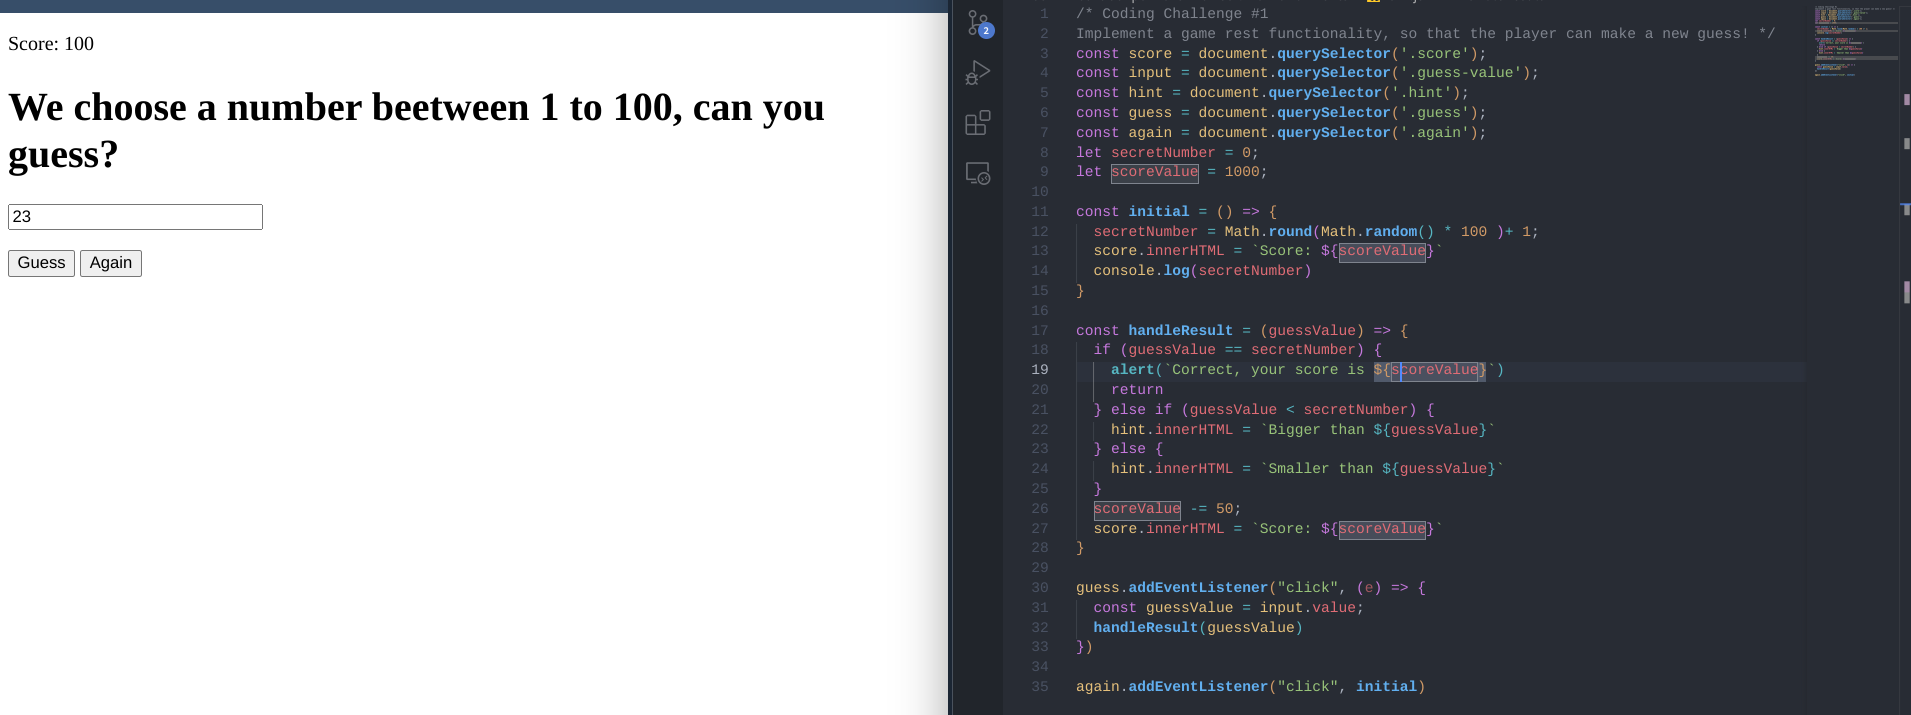 Score: 100
We choose a number beetween 1 to 100, can you
guess?
23
Guess Again
2
1 /* Coding Challenge #1
2 Implement a game rest functionality, so that the player can make a new guess! */
3 const score = document.querySelector('.score');
4 const input = document.querySelector('.guess-value');
5 const hint = document.querySelector('.hint');
6 const guess = document.querySelector('.guess');
7 const again = document.querySelector('.again');
8 let secretNumber = 0;
9 let scoreValue = 1000;
10
11 const initial = () => {
12 secretNumber = Math.round(Math.random() * 100 )+ 1;
13 score.innerHTML = `Score: ${scoreValue}`
14 console.log(secretNumber)
15 }
16
17 const handleResult = (guessValue) => {
18 if (guessValue == secretNumber) {
19 alert(`Correct, your score is ${scoreValue}`)
20 return
21 } else if (guessValue < secretNumber) {
22 hint.innerHTML = `Bigger than ${guessValue}`
23 } else {
24 hint.innerHTML = `Smaller than ${guessValue}`
25 }
26 scoreValue -= 50;
27 score.innerHTML = `Score: ${scoreValue}`
28 }
29
30 guess.addEventListener("click", (e) => {
31 const guessValue = input.value;
32 handleResult(guessValue)
33 })
34
35 again.addEventListener("click", initial)